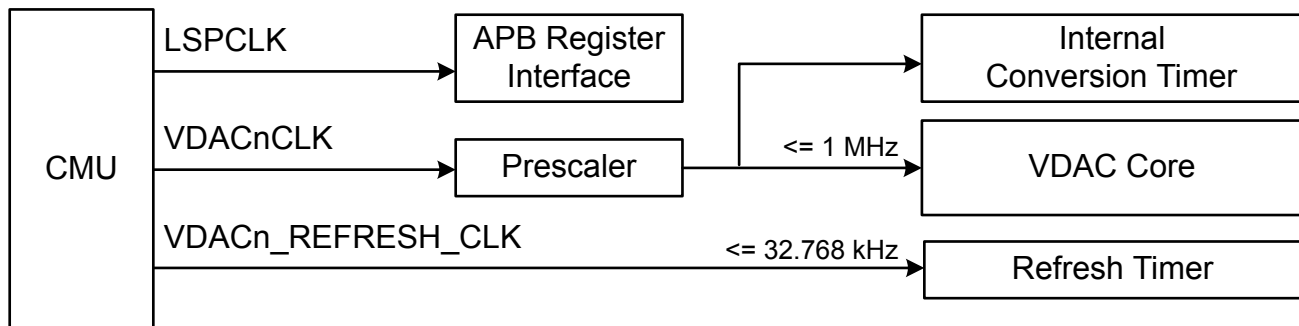 CMU
LSPCLK
APB Register
Interface
Internal
Conversion Timer
VDACnCLK
Prescaler
<= 1 MHz
VDAC Core
VDACn_REFRESH_CLK
<= 32.768 kHz
Refresh Timer